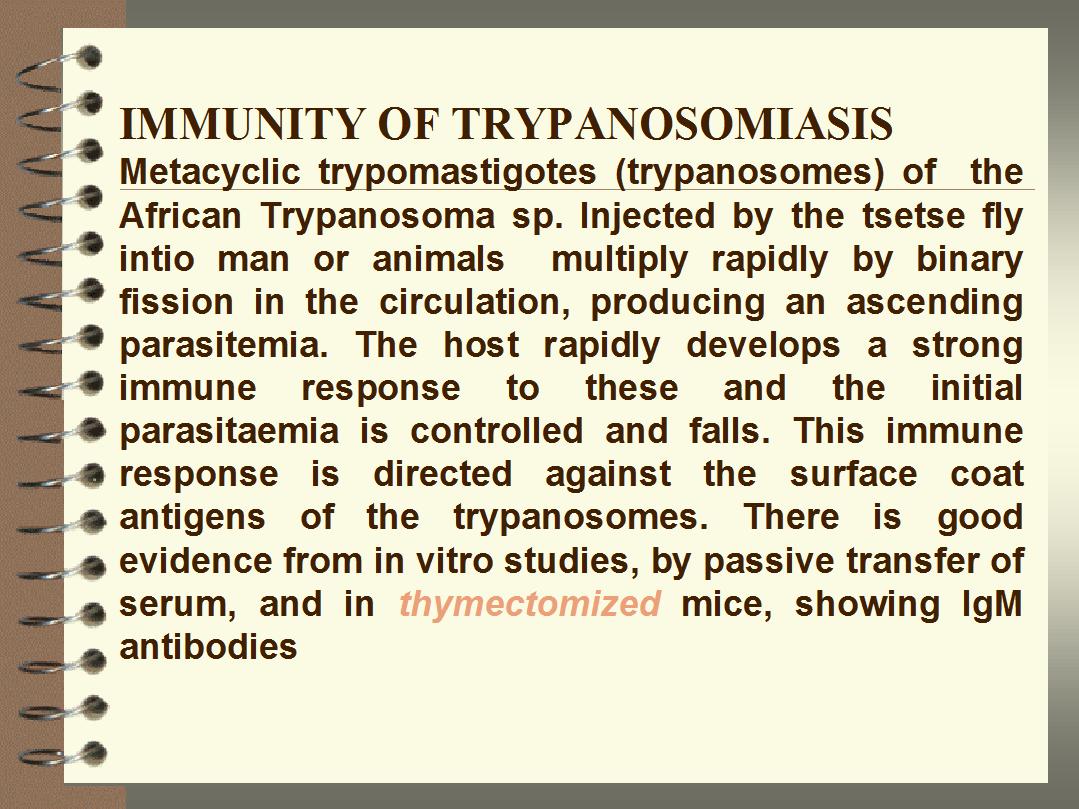 IMMUNITY OF TRYPANOSOMIASIS
Metacyclic trypomastigotes (trypanosomes) of the
African Trypanosoma sp. Injected by the tsetse fly
intio man or animals multiply rapidly by binary
fission in the circulation, producing an ascending
parasitemia. The host rapidly develops a strong
immune response to these and the initial
parasitaemia is controlled and falls. This immune
response is directed against the surface coat
antigens of the trypanosomes. There is good
evidence from in vitro studies, by passive transfer of
serum, and in thymectomized mice, showing IgM
antibodies